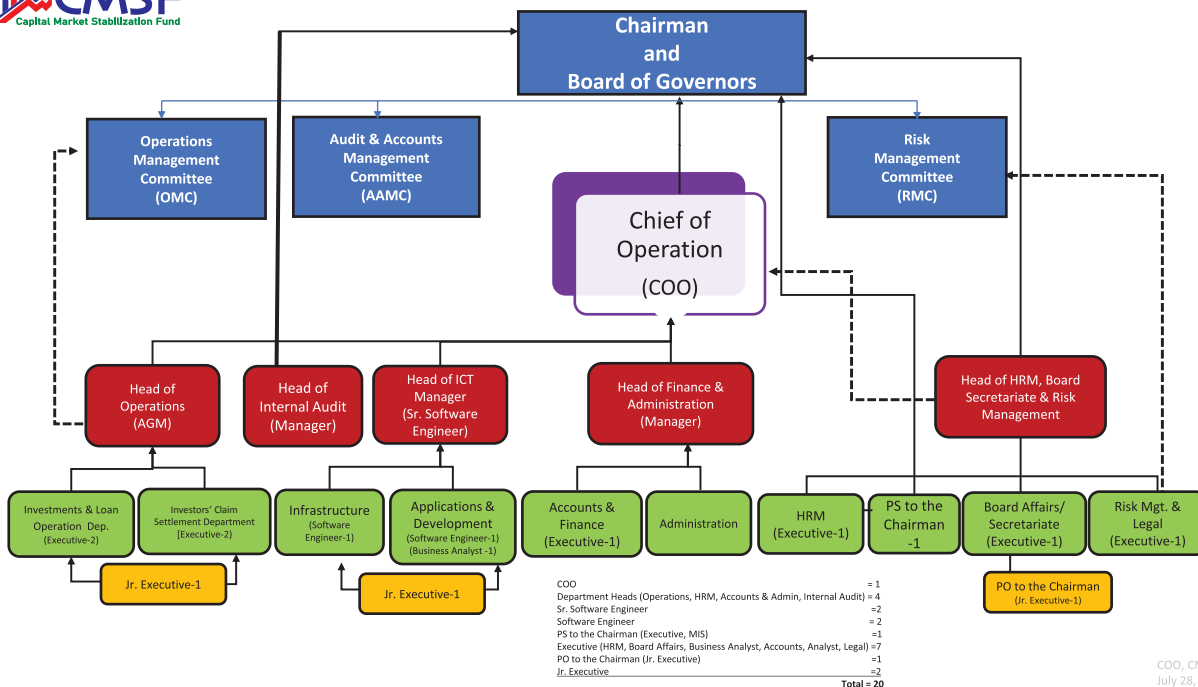 CMSF
Capital Market Stabilization Fund
Chairman
and
Board of Governors
Operations
Management
Committee
(OMC)
Audit & Accounts
Management
Committee
(AAMC)
Risk
Management
Committee
(RMC)
Chief of
Operation
(COO)
Head of
Operations
(AGM)
Head of
Internal Audit
(Manager)
Head of ICT
Manager
(Sr. Software
Engineer)
Head of Finance &
Administration
(Manager)
Head of HRM, Board
Secretariate & Risk
Management
Investments & Loan
Operation Dep.
(Executive-2)
Investors' Claim
Settlement Department
[Executive-2)
Infrastructure
(Software
Engineer-1)
Applications &
Development
(Software Engineer-1)
(Business Analyst -1)
Accounts &
Finance
(Executive-1)
Administration
HRM
(Executive-1)
PS to the
Chairman
-1
Board Affairs/
Secretariate
(Executive-1)
Risk Mgt. &
Legal
(Executive-1)
Jr. Executive-1
Jr. Executive-1
PO to the Chairman
(Jr. Executive-1)
COO = 1
Department Heads (Operations, HRM, Accounts & Admin, Internal Audit) = 4
Sr. Software Engineer =2
Software Engineer = 2
PS to the Chairman (Executive, MIS) =1
Executive (HRM, Board Affairs, Business Analyst, Accounts, Analyst, Legal) =7
PO to the Chairman (Jr. Executive) =1
Jr. Executive =2
Total = 20
COO, CM
July 28,